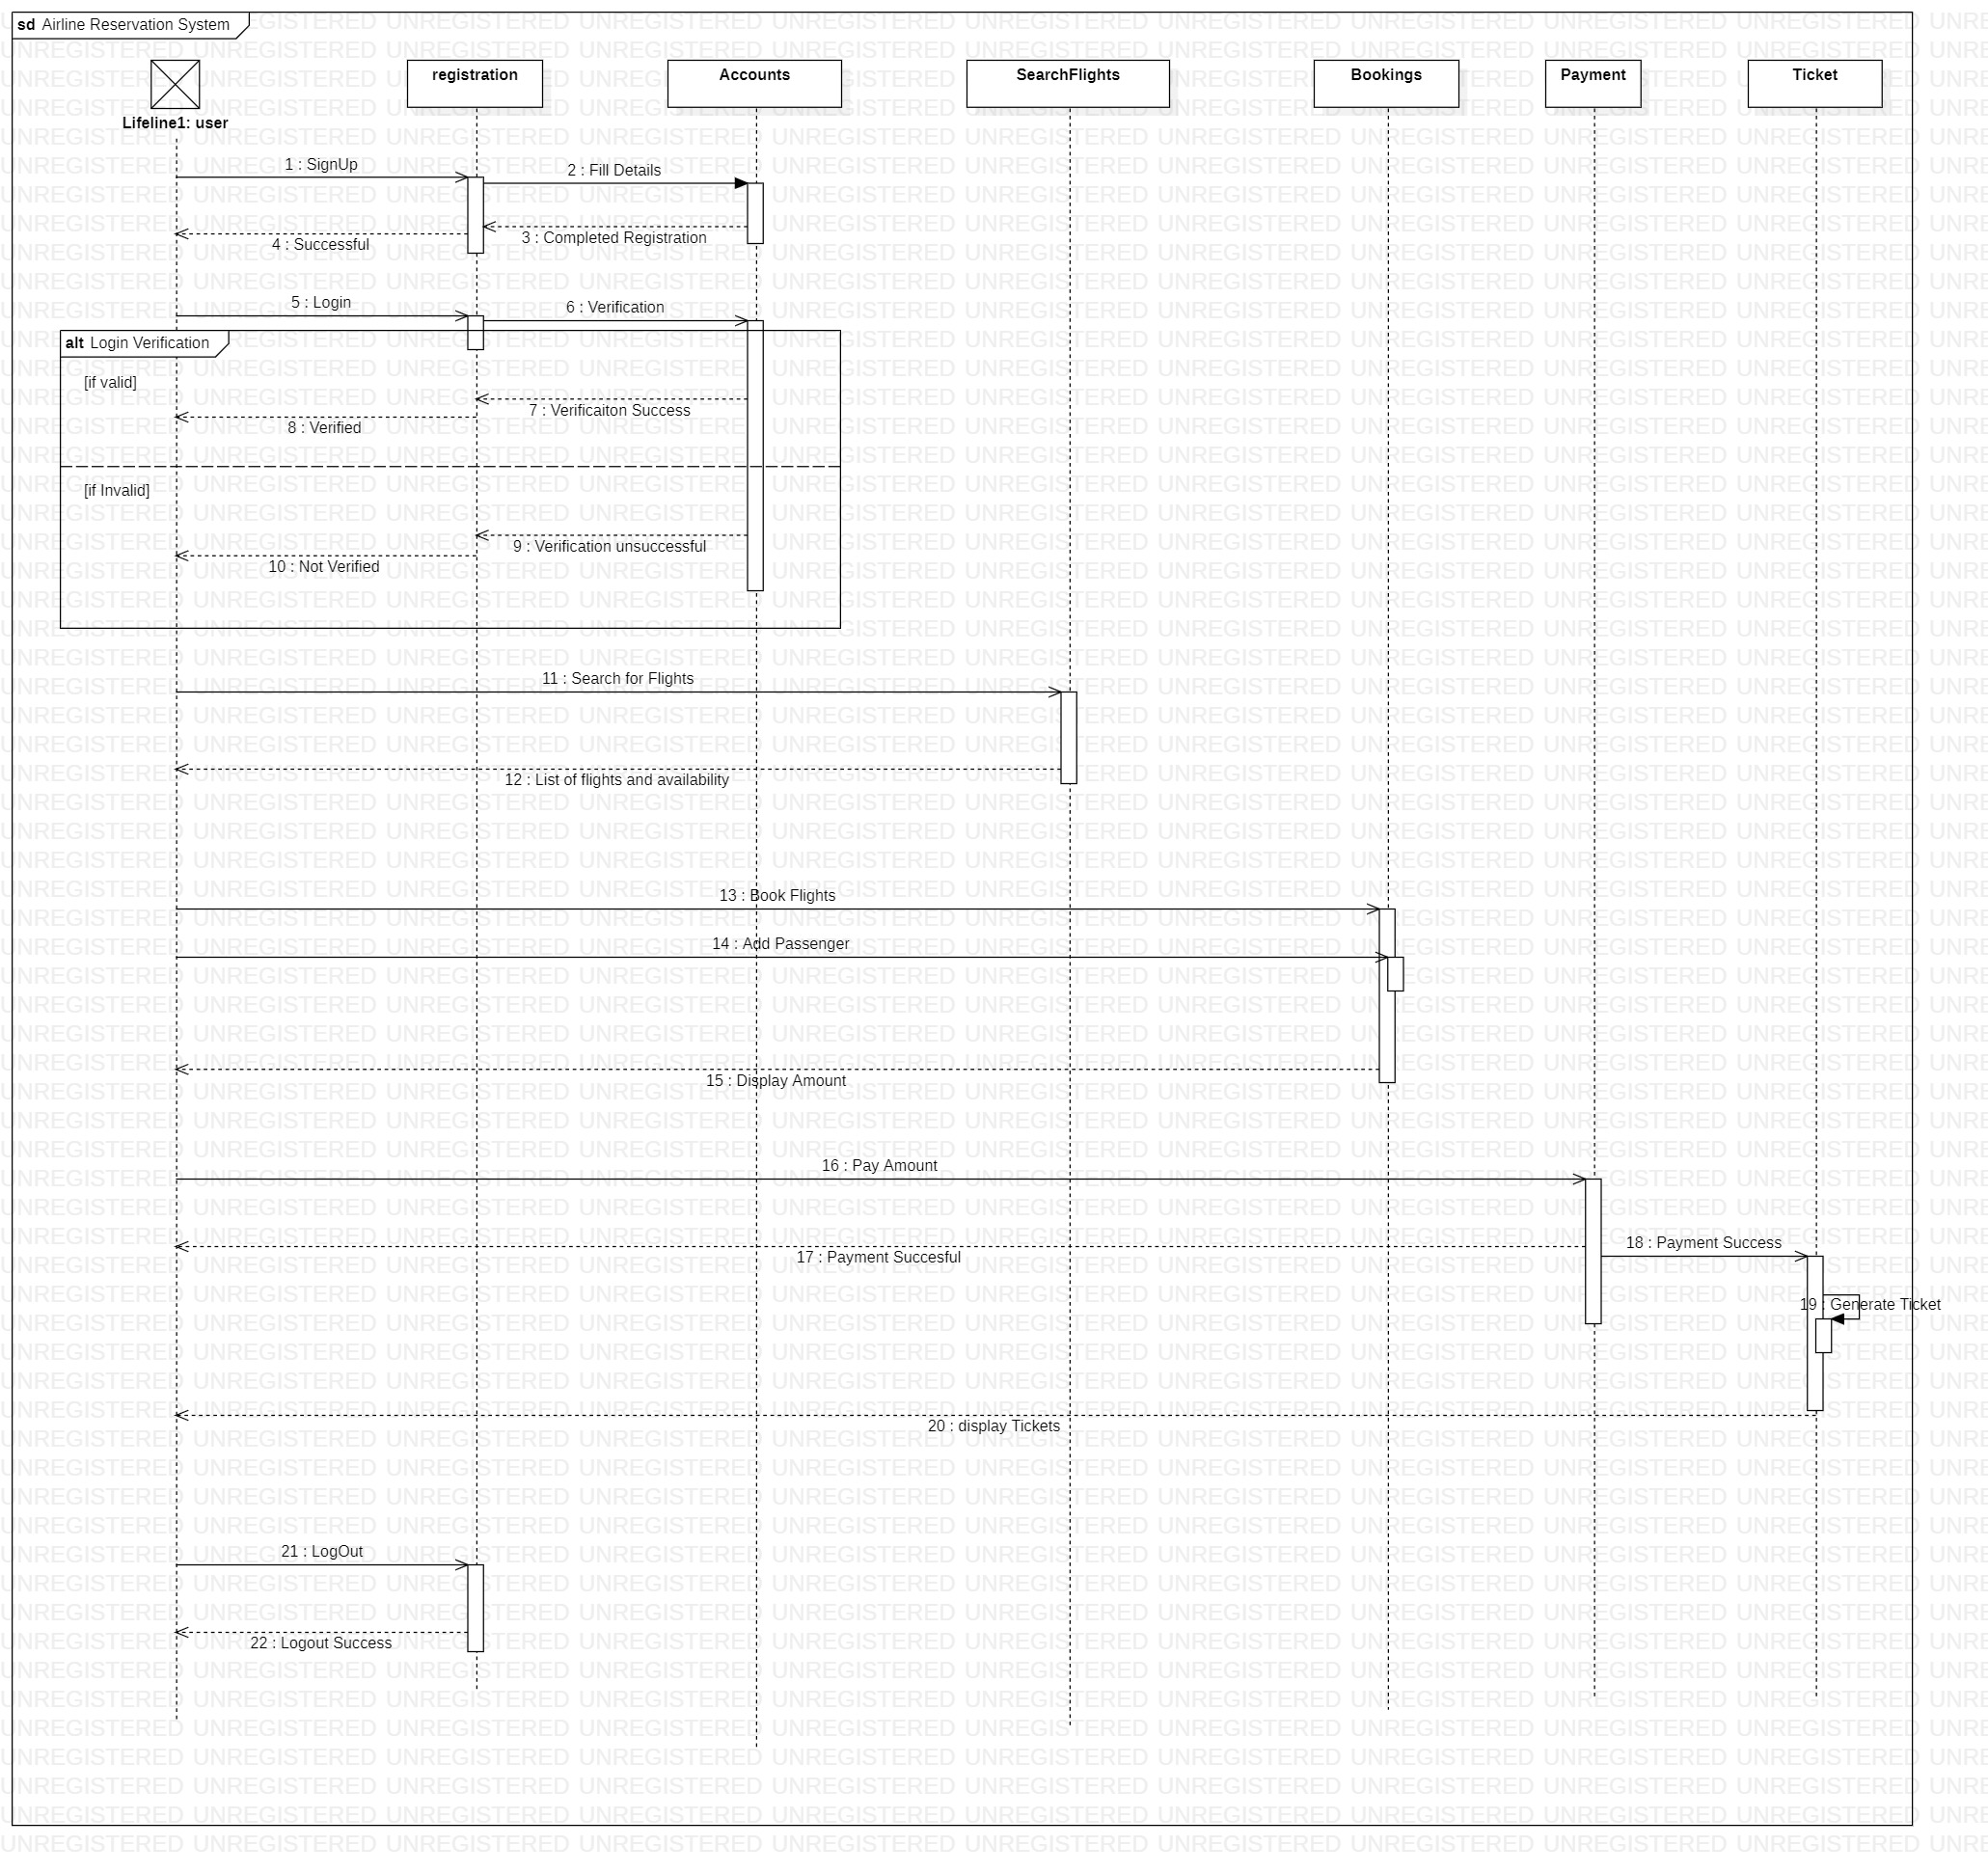 sd Airline Reservation System
registration
Accounts
SearchFlights
Bookings
Payment
Ticket
Lifeline1: user
1 : SignUp
2 : Fill Details
3 : Completed Registration
4 : Successful
5 : Login
6 : Verification
alt Login Verification
[if valid]
7 : Verificaiton Success
8 : Verified
[if Invalid]
9 : Verification unsuccessful
10 : Not Verified
11 : Search for Flights
12 : List of flights and availability
13 : Book Flights
14 : Add Passenger
15 : Display Amount
16 : Pay Amount
17 : Payment Succesful
18 : Payment Success
19 : Generate Ticket
20 : display Tickets
21 : LogOut
22 : Logout Success
UNREGISTERED